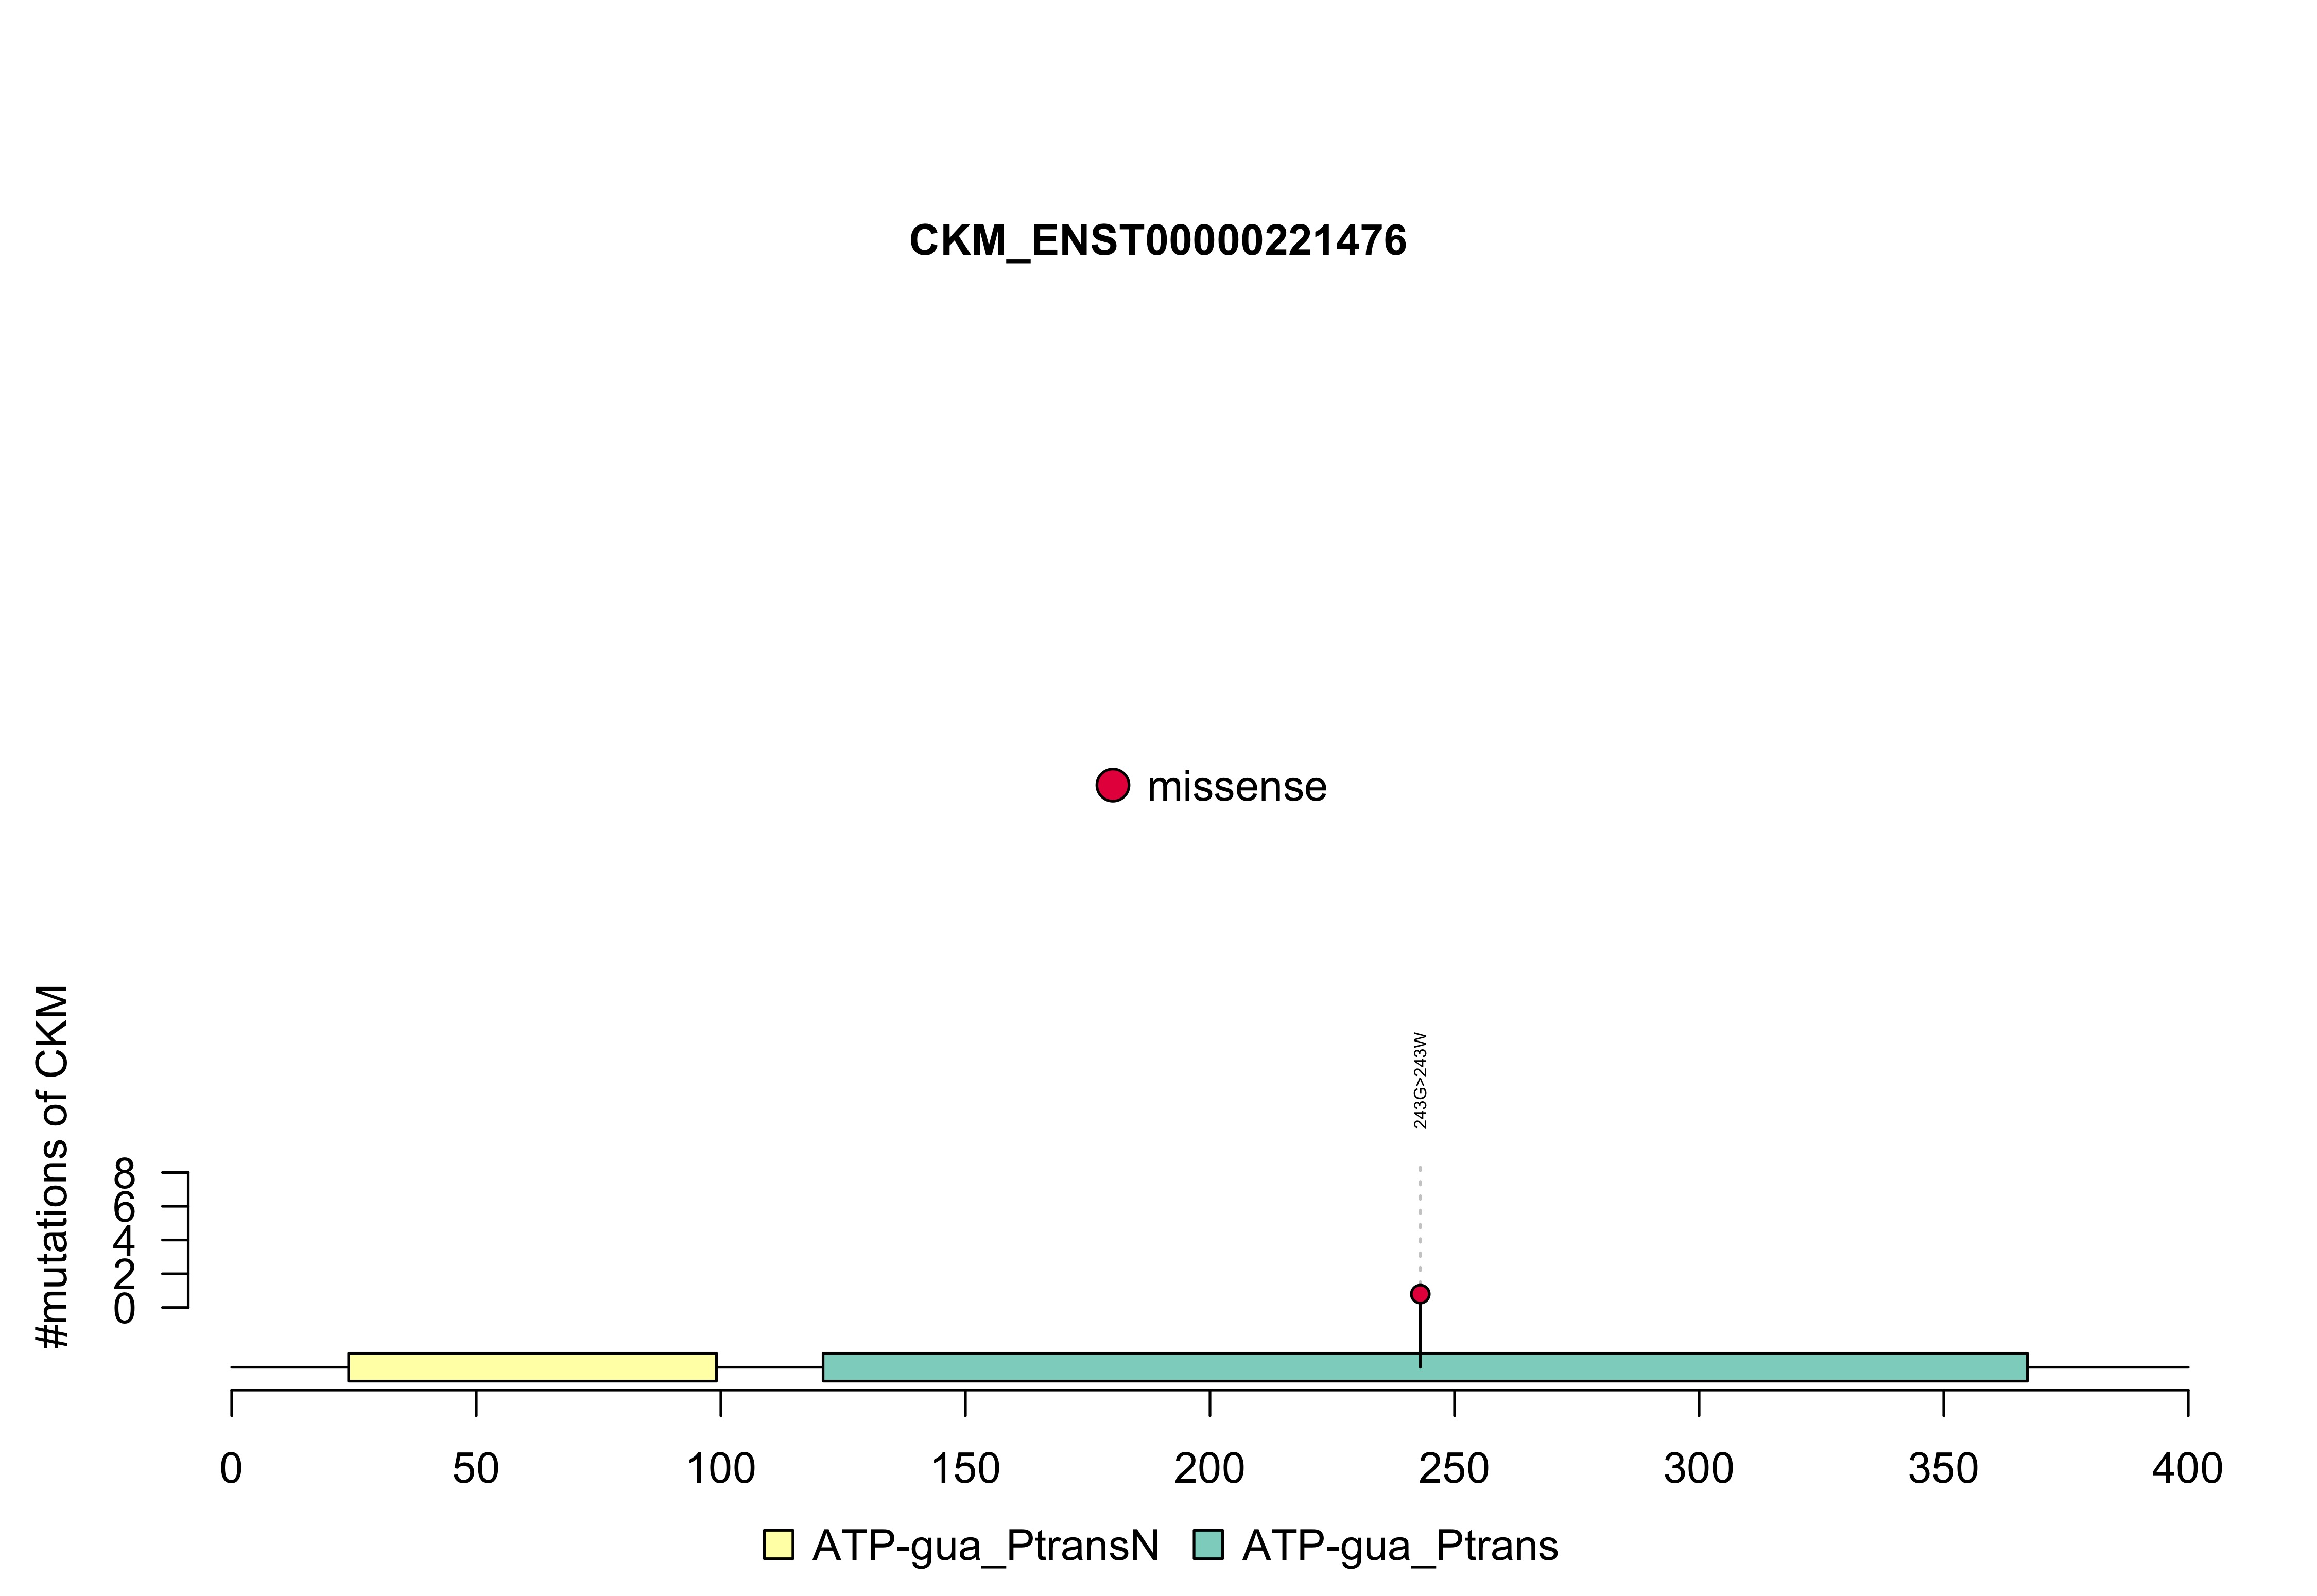 CKM_ENST00000221476
missense
#mutations of CKM
243G>243W
8
6
4
2
0
0 50 100 150 200 250 300 350 400
ATP-gua_PtransN ATP-gua_Ptrans